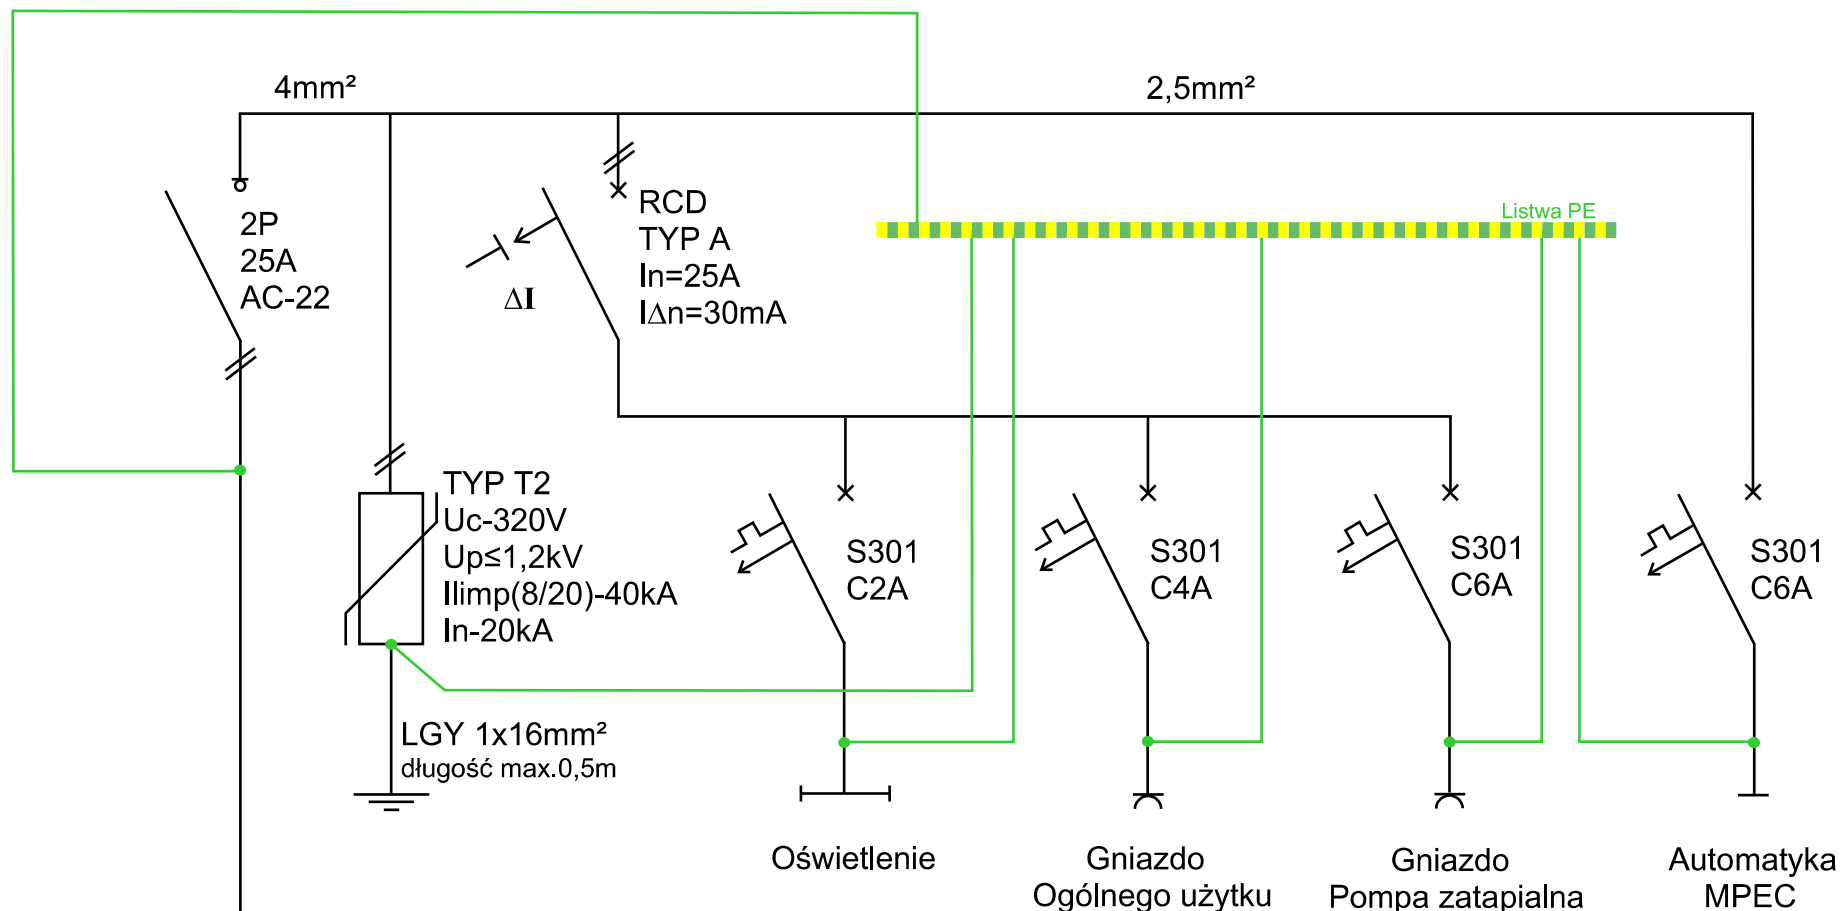 4mm²
2,5mm²
2P
25A
AC-22
ΔI
RCD
TYP A
In=25A
IΔn=30mA
Listwa PE
TYP T2
Uc-320V
Up≤1,2kV
Ilimp(8/20)-40kA
In-20kA
LGY 1x16mm²
długość max.0,5m
S301
C2A
S301
C4A
S301
C6A
S301
C6A
Oświetlenie
Gniazdo
Ogólnego użytku
Gniazdo
Pompa zatapialna
Automatyka
MPEC